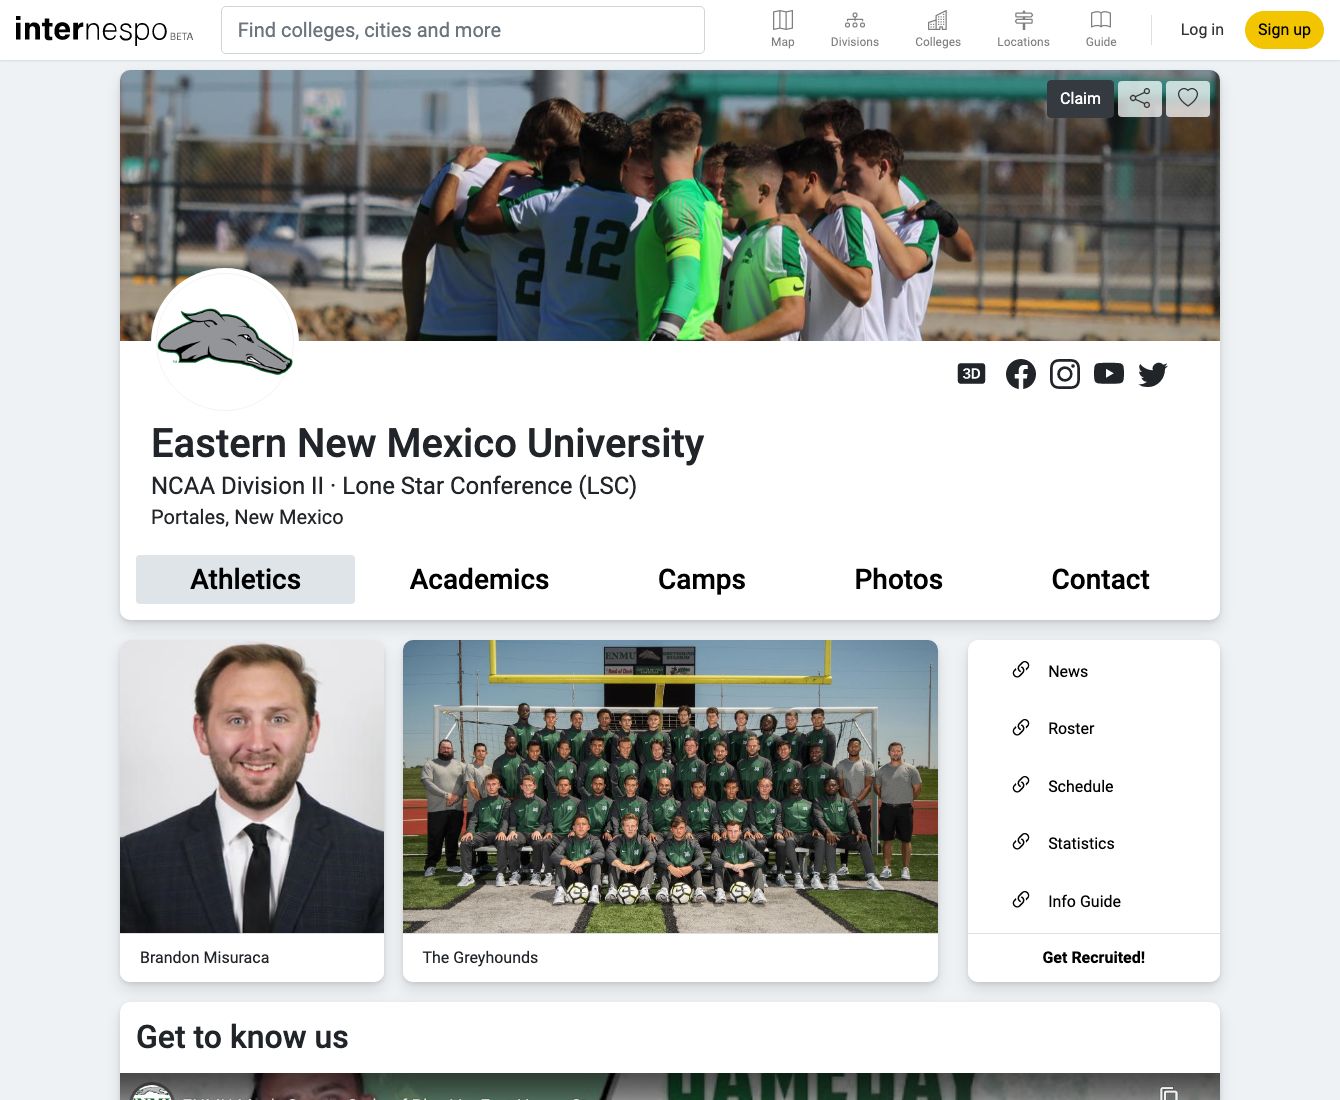 internespo BETA
Find colleges, cities and more
Map
Divisions
Colleges
Locations
Guide
Log in
Sign up
Claim
12
2
3D
Eastern New Mexico University
NCAA Division II · Lone Star Conference (LSC)
Portales, New Mexico
Athletics
Academics
Camps
Photos
Contact
ENMU
Brandon Misuraca
The Greyhounds
News
Roster
Schedule
Statistics
Info Guide
Get Recruited!
Get to know us
GAMEDAY